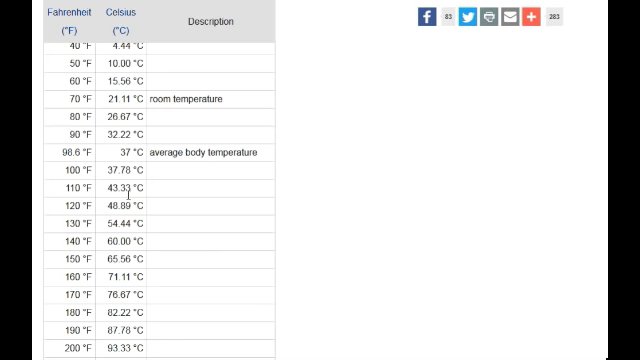 Fahrenheit Celsius Description
(°F) (°C)
40 °F 4.44 °C
50 °F 10.00 °C
60 °F 15.56 °C
70 °F 21.11 °C room temperature
80 °F 26.67 °C
90 °F 32.22 °C
98.6 °F 37 °C average body temperature
100 °F 37.78 °C
110 °F 43.33 °C
120 °F 48.89 °C
130 °F 54.44 °C
140 °F 60.00 °C
150 °F 65.56 °C
160 °F 71.11 °C
170 °F 76.67 °C
180 °F 82.22 °C
190 °F 87.78 °C
200 °F 93.33 °C
83 283